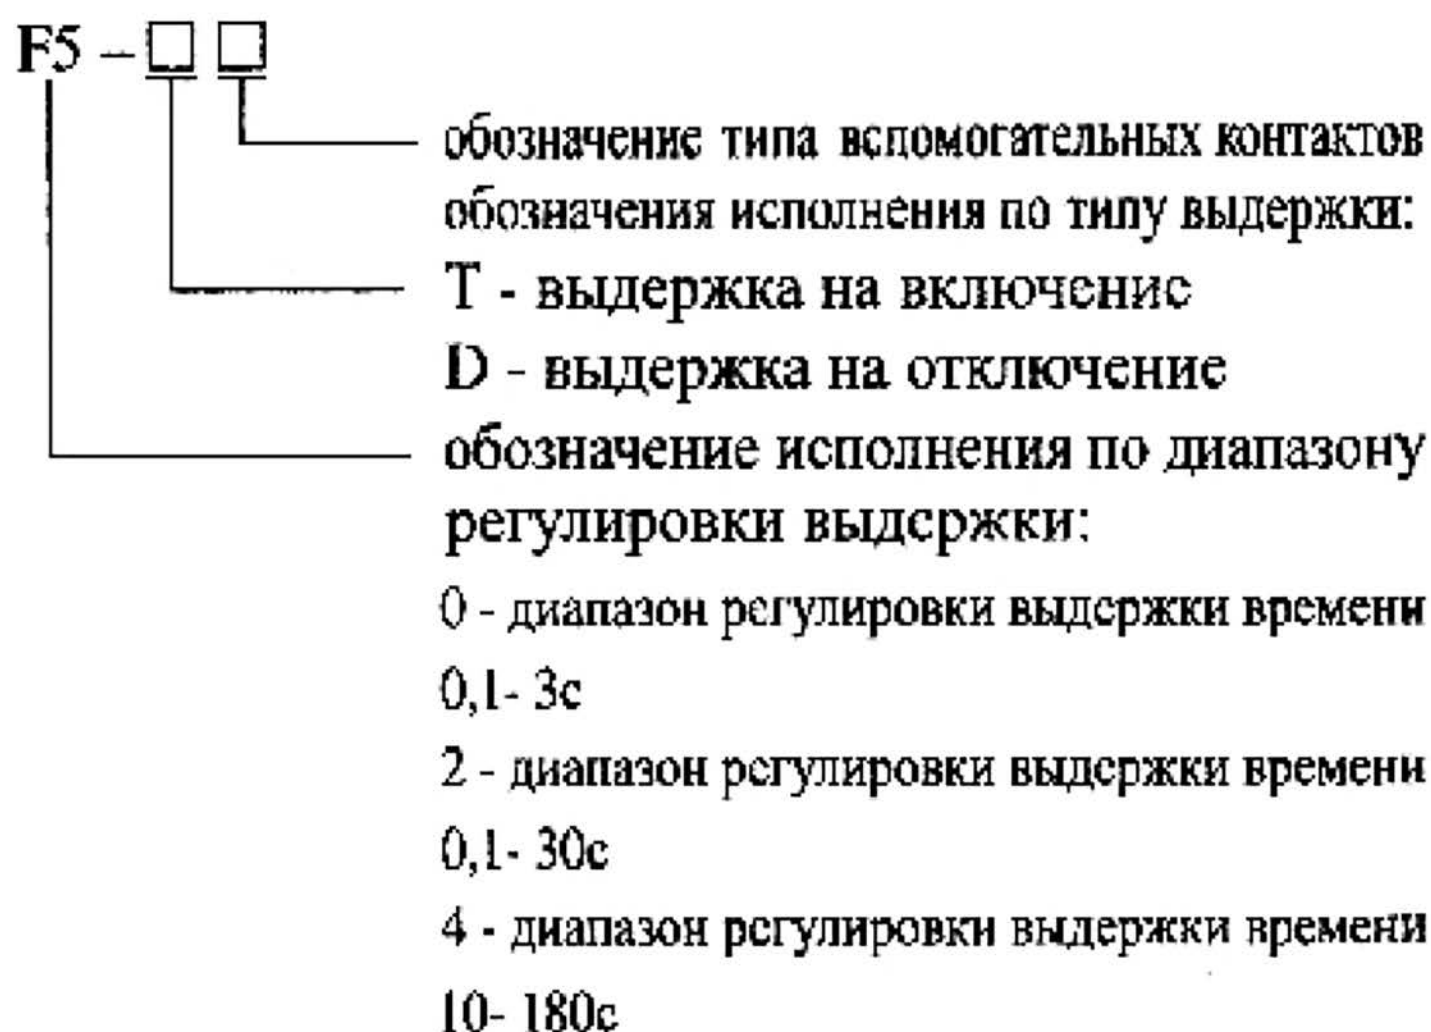 F5 – □ □
обозначение типа вспомогательных контактов
обозначения исполнения по типу выдержки:
Т - выдержка на включение
D - выдержка на отключение
обозначение исполнения по диапазону
регулировки выдержки:
0 - диапазон регулировки выдержки времени
0,1- 3с
2 - диапазон регулировки выдержки времени
0,1- 30с
4 - диапазон регулировки выдержки времени
10- 180с